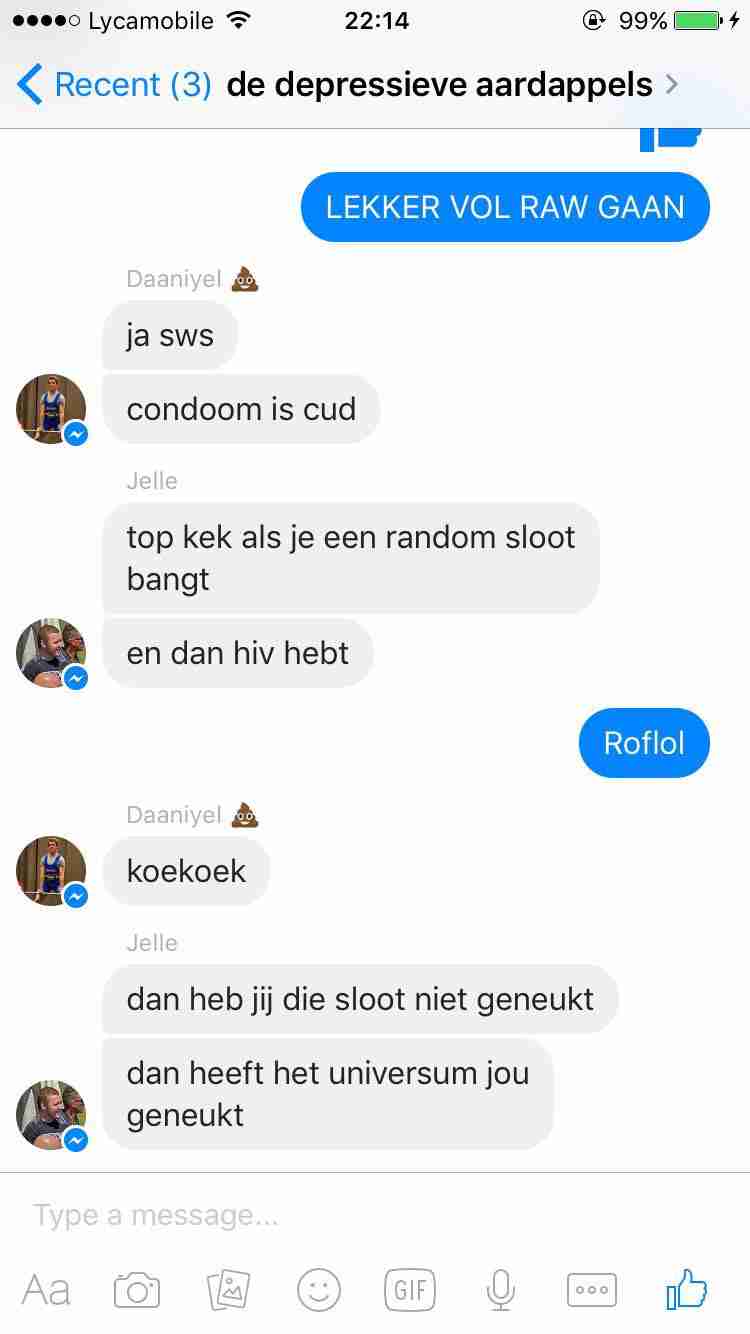 Lycamobile 22:14 99%
Recent (3) de depressieve aardappels
LEKKER VOL RAW GAAN
Daaniyel 💩
ja sws
condoom is cud
Jelle
top kek als je een random sloot
bangt
en dan hiv hebt
Roflol
Daaniyel 💩
koekoek
Jelle
dan heb jij die sloot niet geneukt
dan heeft het universum jou
geneukt
Type a message...
Aa GIF